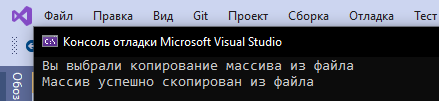 Файл Правка Вид Git Проект Сборка Отладка Тест
Консоль отладки Microsoft Visual Studio
Вы выбрали копирование массива из файла
Массив успешно скопирован из файла
Обоз